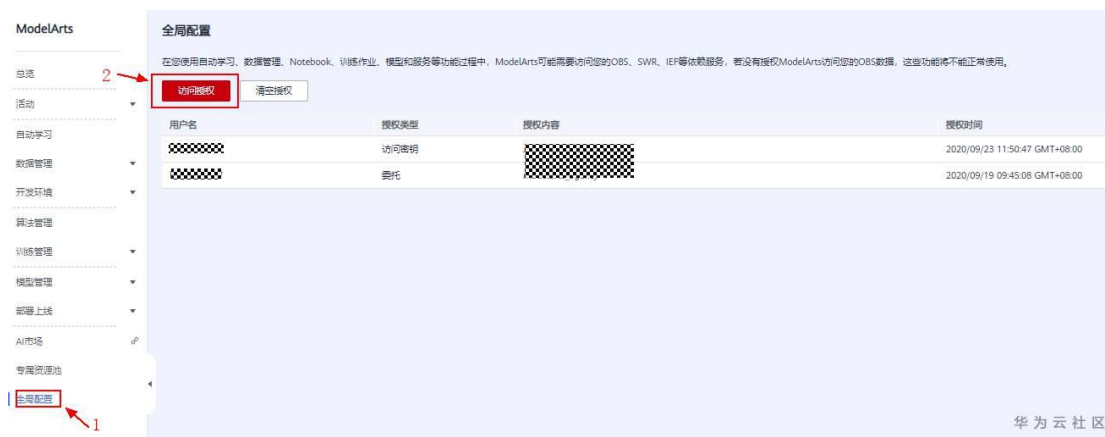 ModelArts
总览
活动
自动学习
数据管理
开发环境
算法管理
训练管理
模型管理
部署上线
AI市场
专属资源池
全局配置
1
全局配置
在您使用自动学习、数据管理、Notebook、训练作业、模型和服务等功能过程中，ModelArts可能需要访问您的OBS、SWR、IEF等依赖服务，若没有授权ModelArts访问您的OBS数据，这些功能将不能正常使用。
2
访问授权 清空授权
用户名 授权类型 授权内容 授权时间
访问密钥 2020/09/23 11:50:47 GMT+08:00
委托 2020/09/19 09:45:08 GMT+08:00
华为云社区